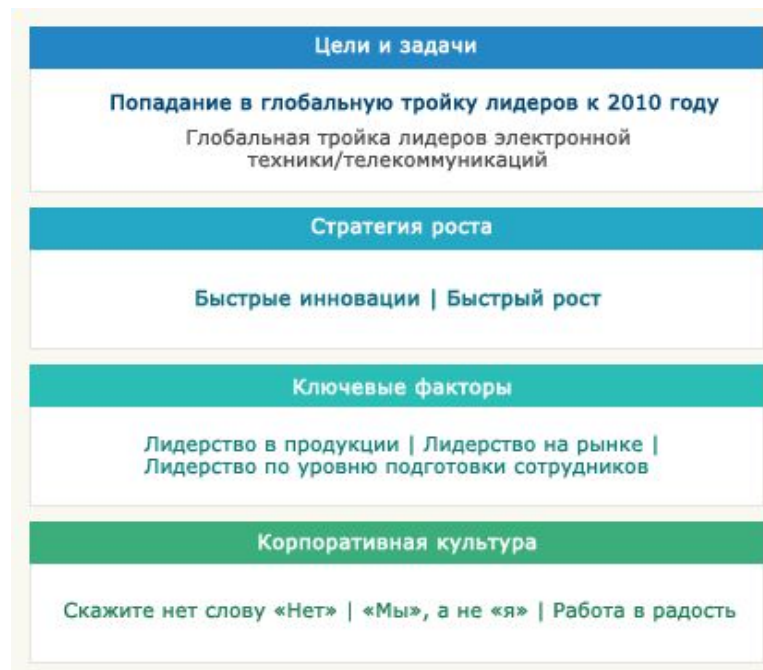 Цели и задачи
Попадание в глобальную тройку лидеров к 2010 году
Глобальная тройка лидеров электронной
техники/телекоммуникаций
Стратегия роста
Быстрые инновации | Быстрый рост
Ключевые факторы
Лидерство в продукции | Лидерство на рынке |
Лидерство по уровню подготовки сотрудников
Корпоративная культура
Скажите нет слову «Нет» | «Мы», а не «я» | Работа в радость